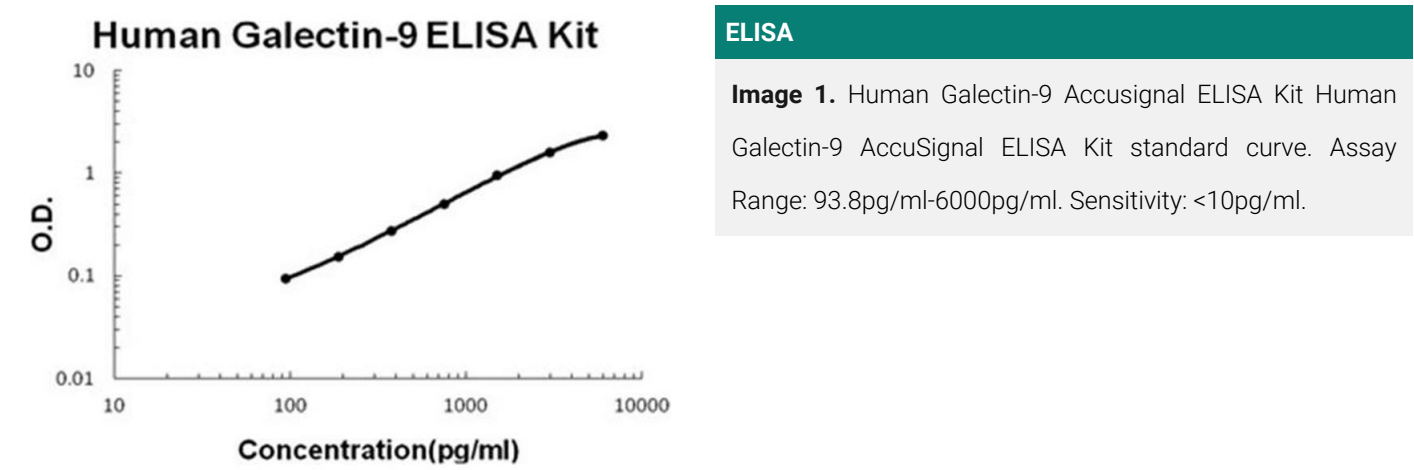 Human Galectin-9 ELISA Kit
10
1
0.1
0.01
O.D.
10 100 1000 10000
Concentration(pg/ml)
ELISA
Image 1. Human Galectin-9 Accusignal ELISA Kit Human
Galectin-9 AccuSignal ELISA Kit standard curve. Assay
Range: 93.8pg/ml-6000pg/ml. Sensitivity: <10pg/ml.